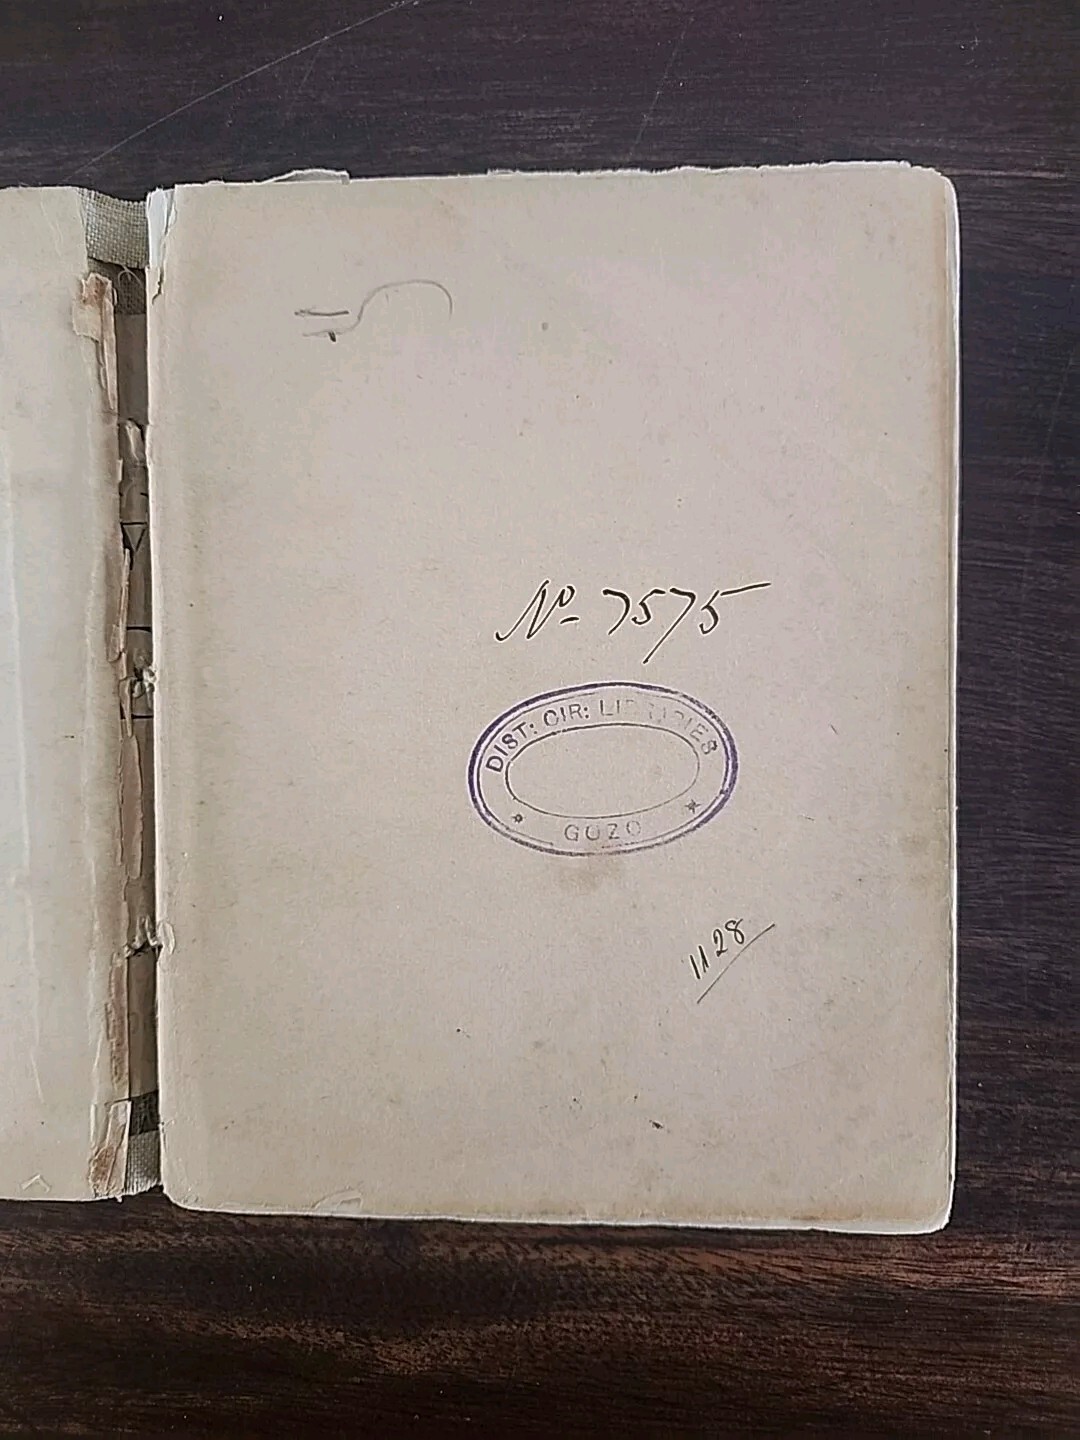 Nº 7575
DIST: CIR: LIBRARIES
* GOZO *
1128